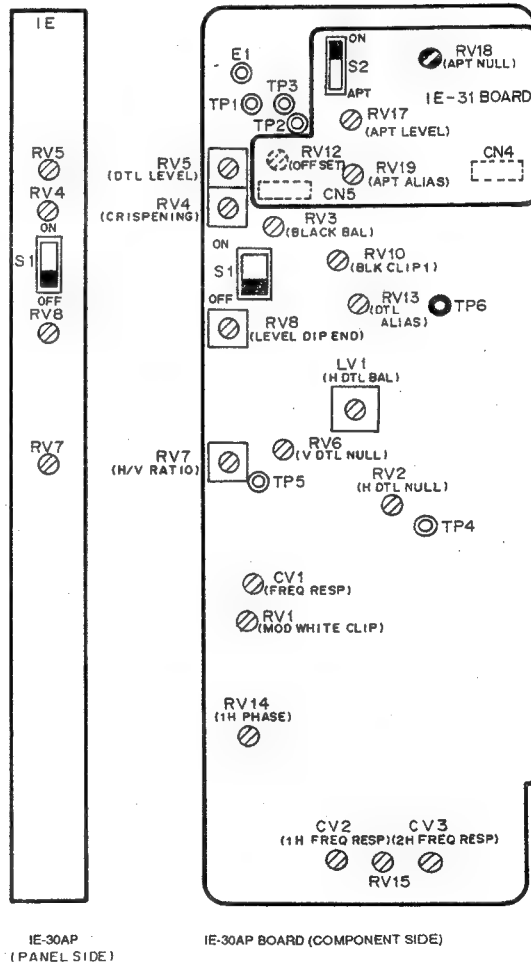 IE
RV5
RV4
ON
S1
OFF
RV8
RV7
IE-30AP
(PANEL SIDE)
E1
TP3
TP1
TP2
ON
S2
APT
RV18
(APT NULL)
IE-31 BOARD
RV17
(APT LEVEL)
RV12
(OFF SET)
RV19
(APT ALIAS)
CN4
CN5
RV5
(DTL LEVEL)
RV4
(CRISPENING)
RV3
(BLACK BAL)
ON
S1
OFF
RV10
(BLK CLIP1)
RV13
(DTL
ALIAS)
TP6
RV8
(LEVEL DIP END)
LV1
(H DTL BAL)
RV7
(H/V RATIO)
RV6
(V DTL NULL)
TP5
RV2
(H DTL NULL)
TP4
CV1
(FREQ RESP)
RV1
(MOD WHITE CLIP)
RV14
(1H PHASE)
CV2
(1H FREQ RESP)
CV3
(2H FREQ RESP)
RV15
IE-30AP BOARD (COMPONENT SIDE)